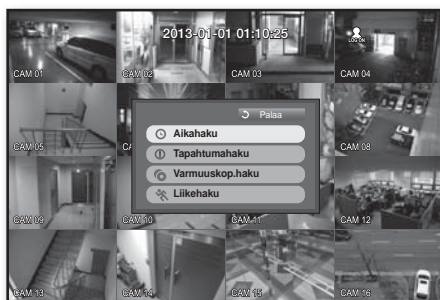 2013-01-01 01:10:25
LOG ON
CAM 01
CAM 02
CAM 03
CAM 04
Palaa
Aikahaku
Tapahtumahaku
Varmuuskop.haku
Liikehaku
CAM 05
CAM 08
CAM 09
CAM 10
CAM 11
CAM 12
CAM 13
CAM 14
CAM 15
CAM 16